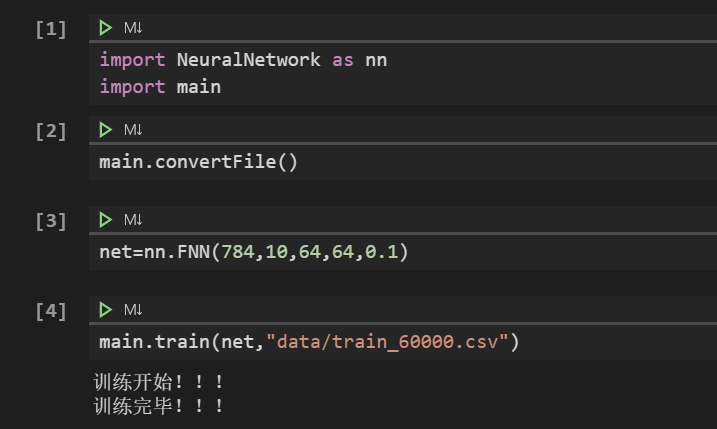 [1]
M↓
import NeuralNetwork as nn
import main
[2]
M↓
main.convertFile()
[3]
M↓
net=nn.FNN(784,10,64,64,0.1)
[4]
M↓
main.train(net,"data/train_60000.csv")
训练开始！！！
训练完毕！！！